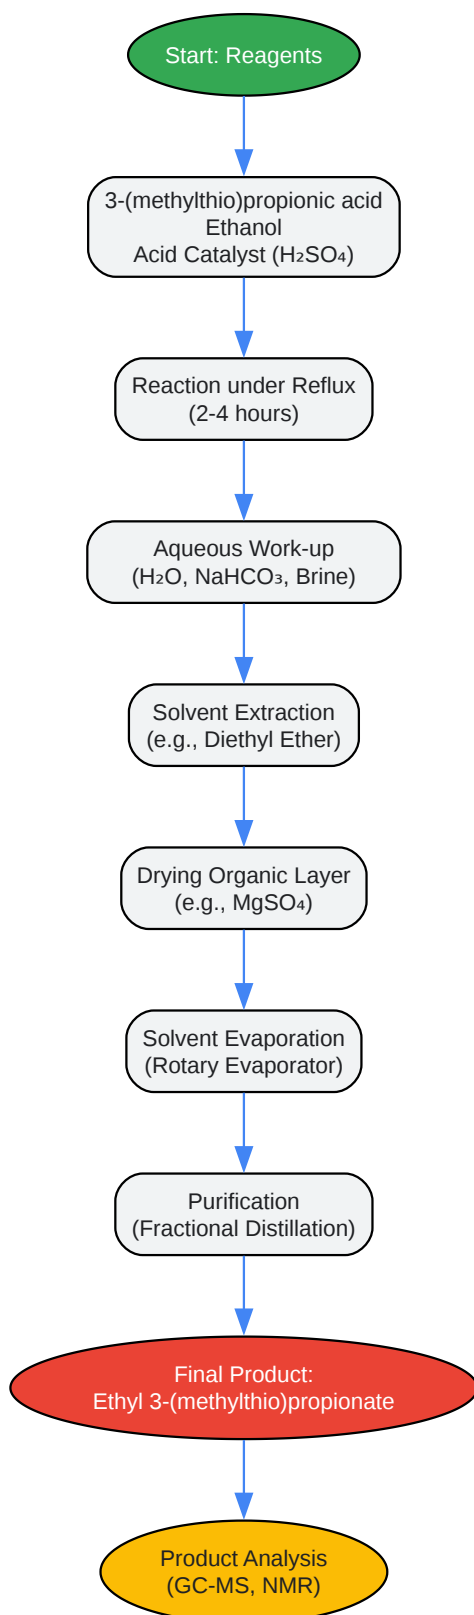 Start: Reagents
3-(methylthio)propionic acid
Ethanol
Acid Catalyst (H₂SO₄)
Reaction under Reflux
(2-4 hours)
Aqueous Work-up
(H₂O, NaHCO₃, Brine)
Solvent Extraction
(e.g., Diethyl Ether)
Drying Organic Layer
(e.g., MgSO₄)
Solvent Evaporation
(Rotary Evaporator)
Purification
(Fractional Distillation)
Final Product:
Ethyl 3-(methylthio)propionate
Product Analysis
(GC-MS, NMR)